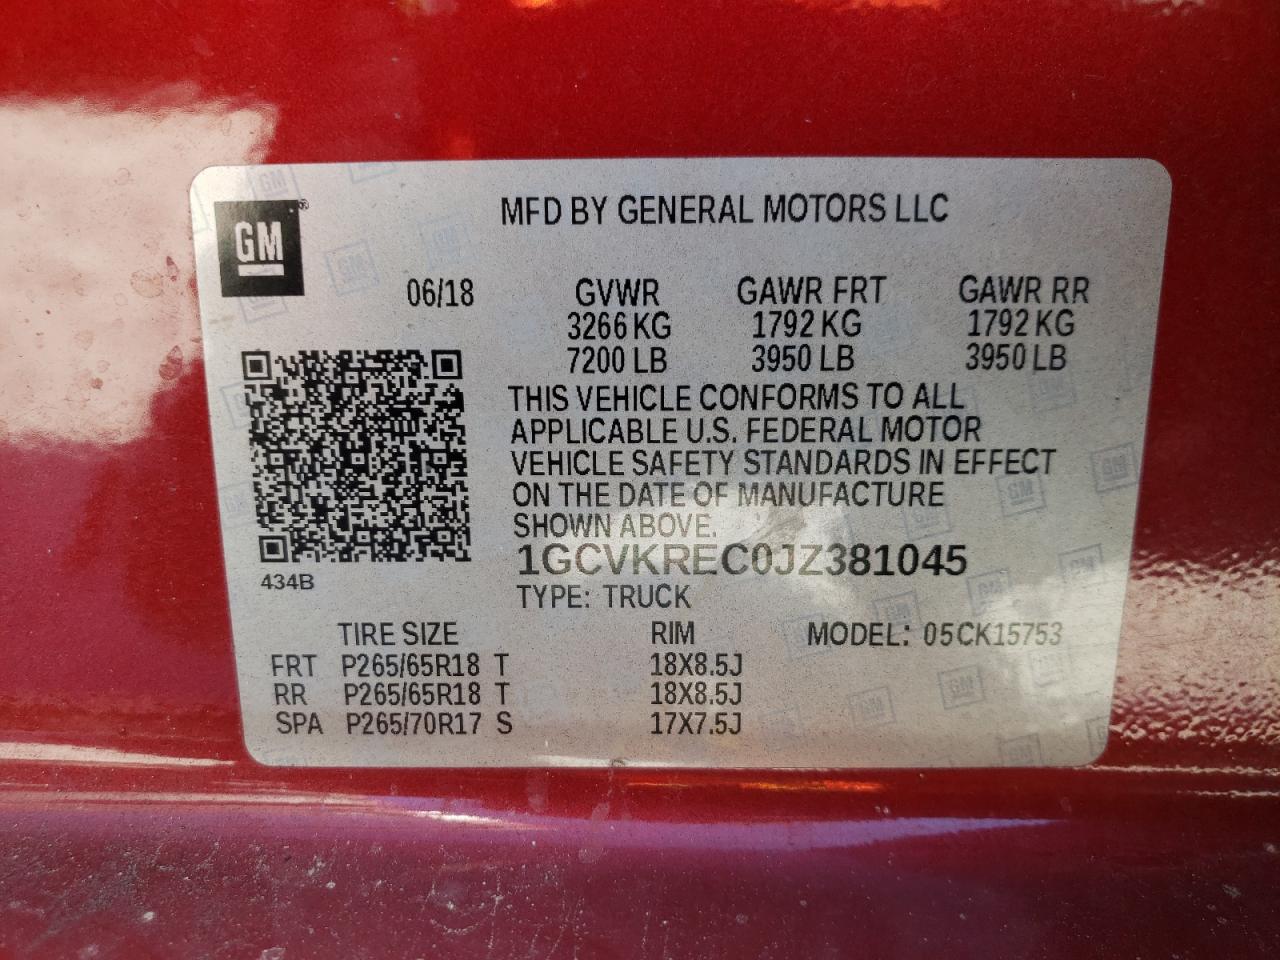 MFD BY GENERAL MOTORS LLC
GM
06/18 GVWR GAWR FRT GAWR RR
3266 KG 1792 KG 1792 KG
7200 LB 3950 LB 3950 LB
THIS VEHICLE CONFORMS TO ALL
APPLICABLE U.S. FEDERAL MOTOR
VEHICLE SAFETY STANDARDS IN EFFECT
ON THE DATE OF MANUFACTURE
SHOWN ABOVE.
1GCVKREC0JZ381045
434B
TYPE: TRUCK
TIRE SIZE RIM MODEL: 05CK15753
FRT P265/65R18 T 18X8.5J
RR P265/65R18 T 18X8.5J
SPA P265/70R17 S 17X7.5J